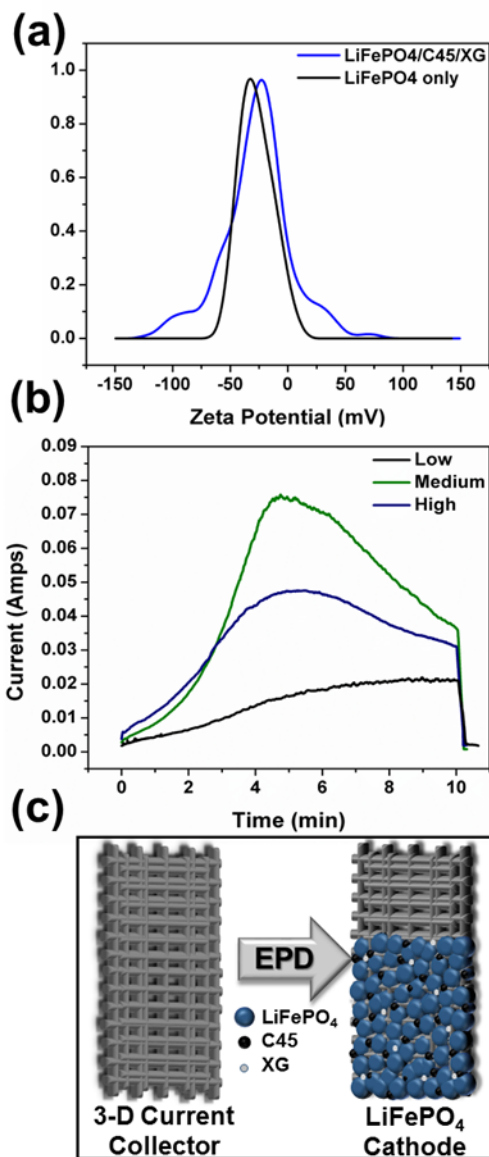 (a)
LiFePO4/C45/XG
LiFePO4 only
1.0
0.8
0.6
0.4
0.2
0.0
-150 -100 -50 0 50 100 150
Zeta Potential (mV)
(b)
0.09
0.08
0.07
0.06
0.05
0.04
0.03
0.02
0.01
0.00
Current (Amps)
Low
Medium
High
0 2 4 6 8 10
Time (min)
(c)
EPD
LiFePO₄
C45
XG
3-D Current
Collector
LiFePO₄
Cathode